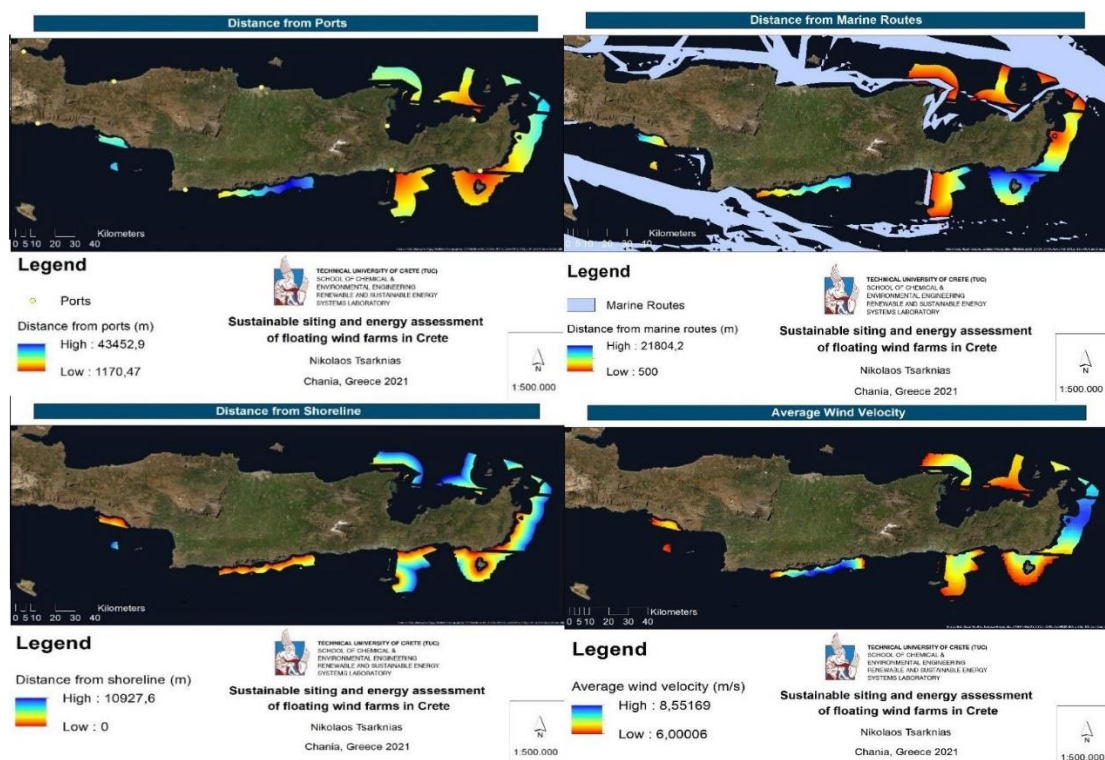 Distance from Ports
0 5 10 20 30 40
Kilometers
Legend
Ports
Distance from ports (m)
High : 43452,9
Low : 1170,47
TECHNICAL UNIVERSITY OF CRETE (TUC)
SCHOOL OF CHEMICAL &
ENVIRONMENTAL ENGINEERING
RENEWABLE AND SUSTAINABLE ENERGY
SYSTEMS LABORATORY
Sustainable siting and energy assessment
of floating wind farms in Crete
Nikolaos Tsarknias
Chania, Greece 2021
N
1:500.000
Distance from Marine Routes
Kilometers
Legend
Marine Routes
Distance from marine routes (m)
High : 21804,2
Low : 500
TECHNICAL UNIVERSITY OF CRETE (TUC)
SCHOOL OF CHEMICAL &
ENVIRONMENTAL ENGINEERING
RENEWABLE AND SUSTAINABLE ENERGY
SYSTEMS LABORATORY
Sustainable siting and energy assessment
of floating wind farms in Crete
Nikolaos Tsarknias
Chania, Greece 2021
N
1:500.000
Distance from Shoreline
0 5 10 20 30 40
Kilometers
Legend
Distance from shoreline (m)
High : 10927,6
Low : 0
TECHNICAL UNIVERSITY OF CRETE (TUC)
SCHOOL OF CHEMICAL &
ENVIRONMENTAL ENGINEERING
RENEWABLE AND SUSTAINABLE ENERGY
SYSTEMS LABORATORY
Sustainable siting and energy assessment
of floating wind farms in Crete
Nikolaos Tsarknias
Chania, Greece 2021
N
1:500.000
Average Wind Velocity
0 5 10 20 30 40
Kilometers
Legend
Average wind velocity (m/s)
High : 8,55169
Low : 6,00006
TECHNICAL UNIVERSITY OF CRETE (TUC)
SCHOOL OF CHEMICAL &
ENVIRONMENTAL ENGINEERING
RENEWABLE AND SUSTAINABLE ENERGY
SYSTEMS LABORATORY
Sustainable siting and energy assessment
of floating wind farms in Crete
Nikolaos Tsarknias
Chania, Greece 2021
N
1:500.000